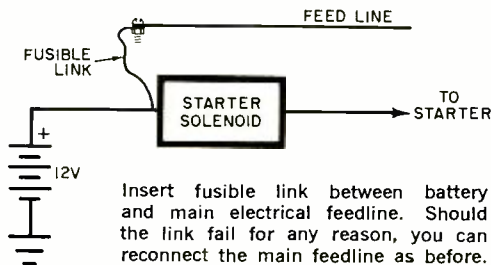 FEED LINE
FUSIBLE
LINK
STARTER
SOLENOID
TO
STARTER
+
12V
Insert fusible link between battery
and main electrical feedline. Should
the link fail for any reason, you can
reconnect the main feedline as before.